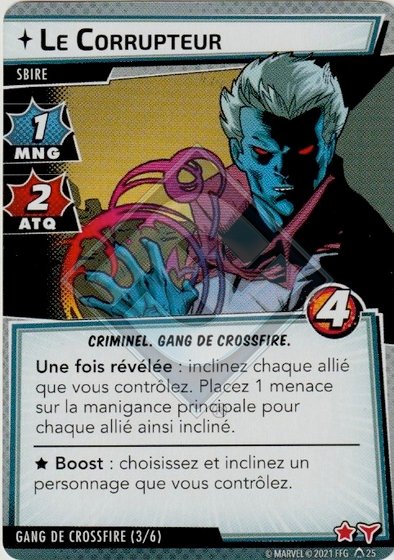 Le Corrupteur
SBIRE
1
MNG
2
ATQ
4
CRIMINEL. GANG DE CROSSFIRE.
Une fois révélée : inclinez chaque allié
que vous contrôlez. Placez 1 menace
sur la manigance principale pour
chaque allié ainsi incliné.
★ Boost : choisissez et inclinez un
personnage que vous contrôlez.
GANG DE CROSSFIRE (3/6)
© MARVEL © 2021 FFG 25